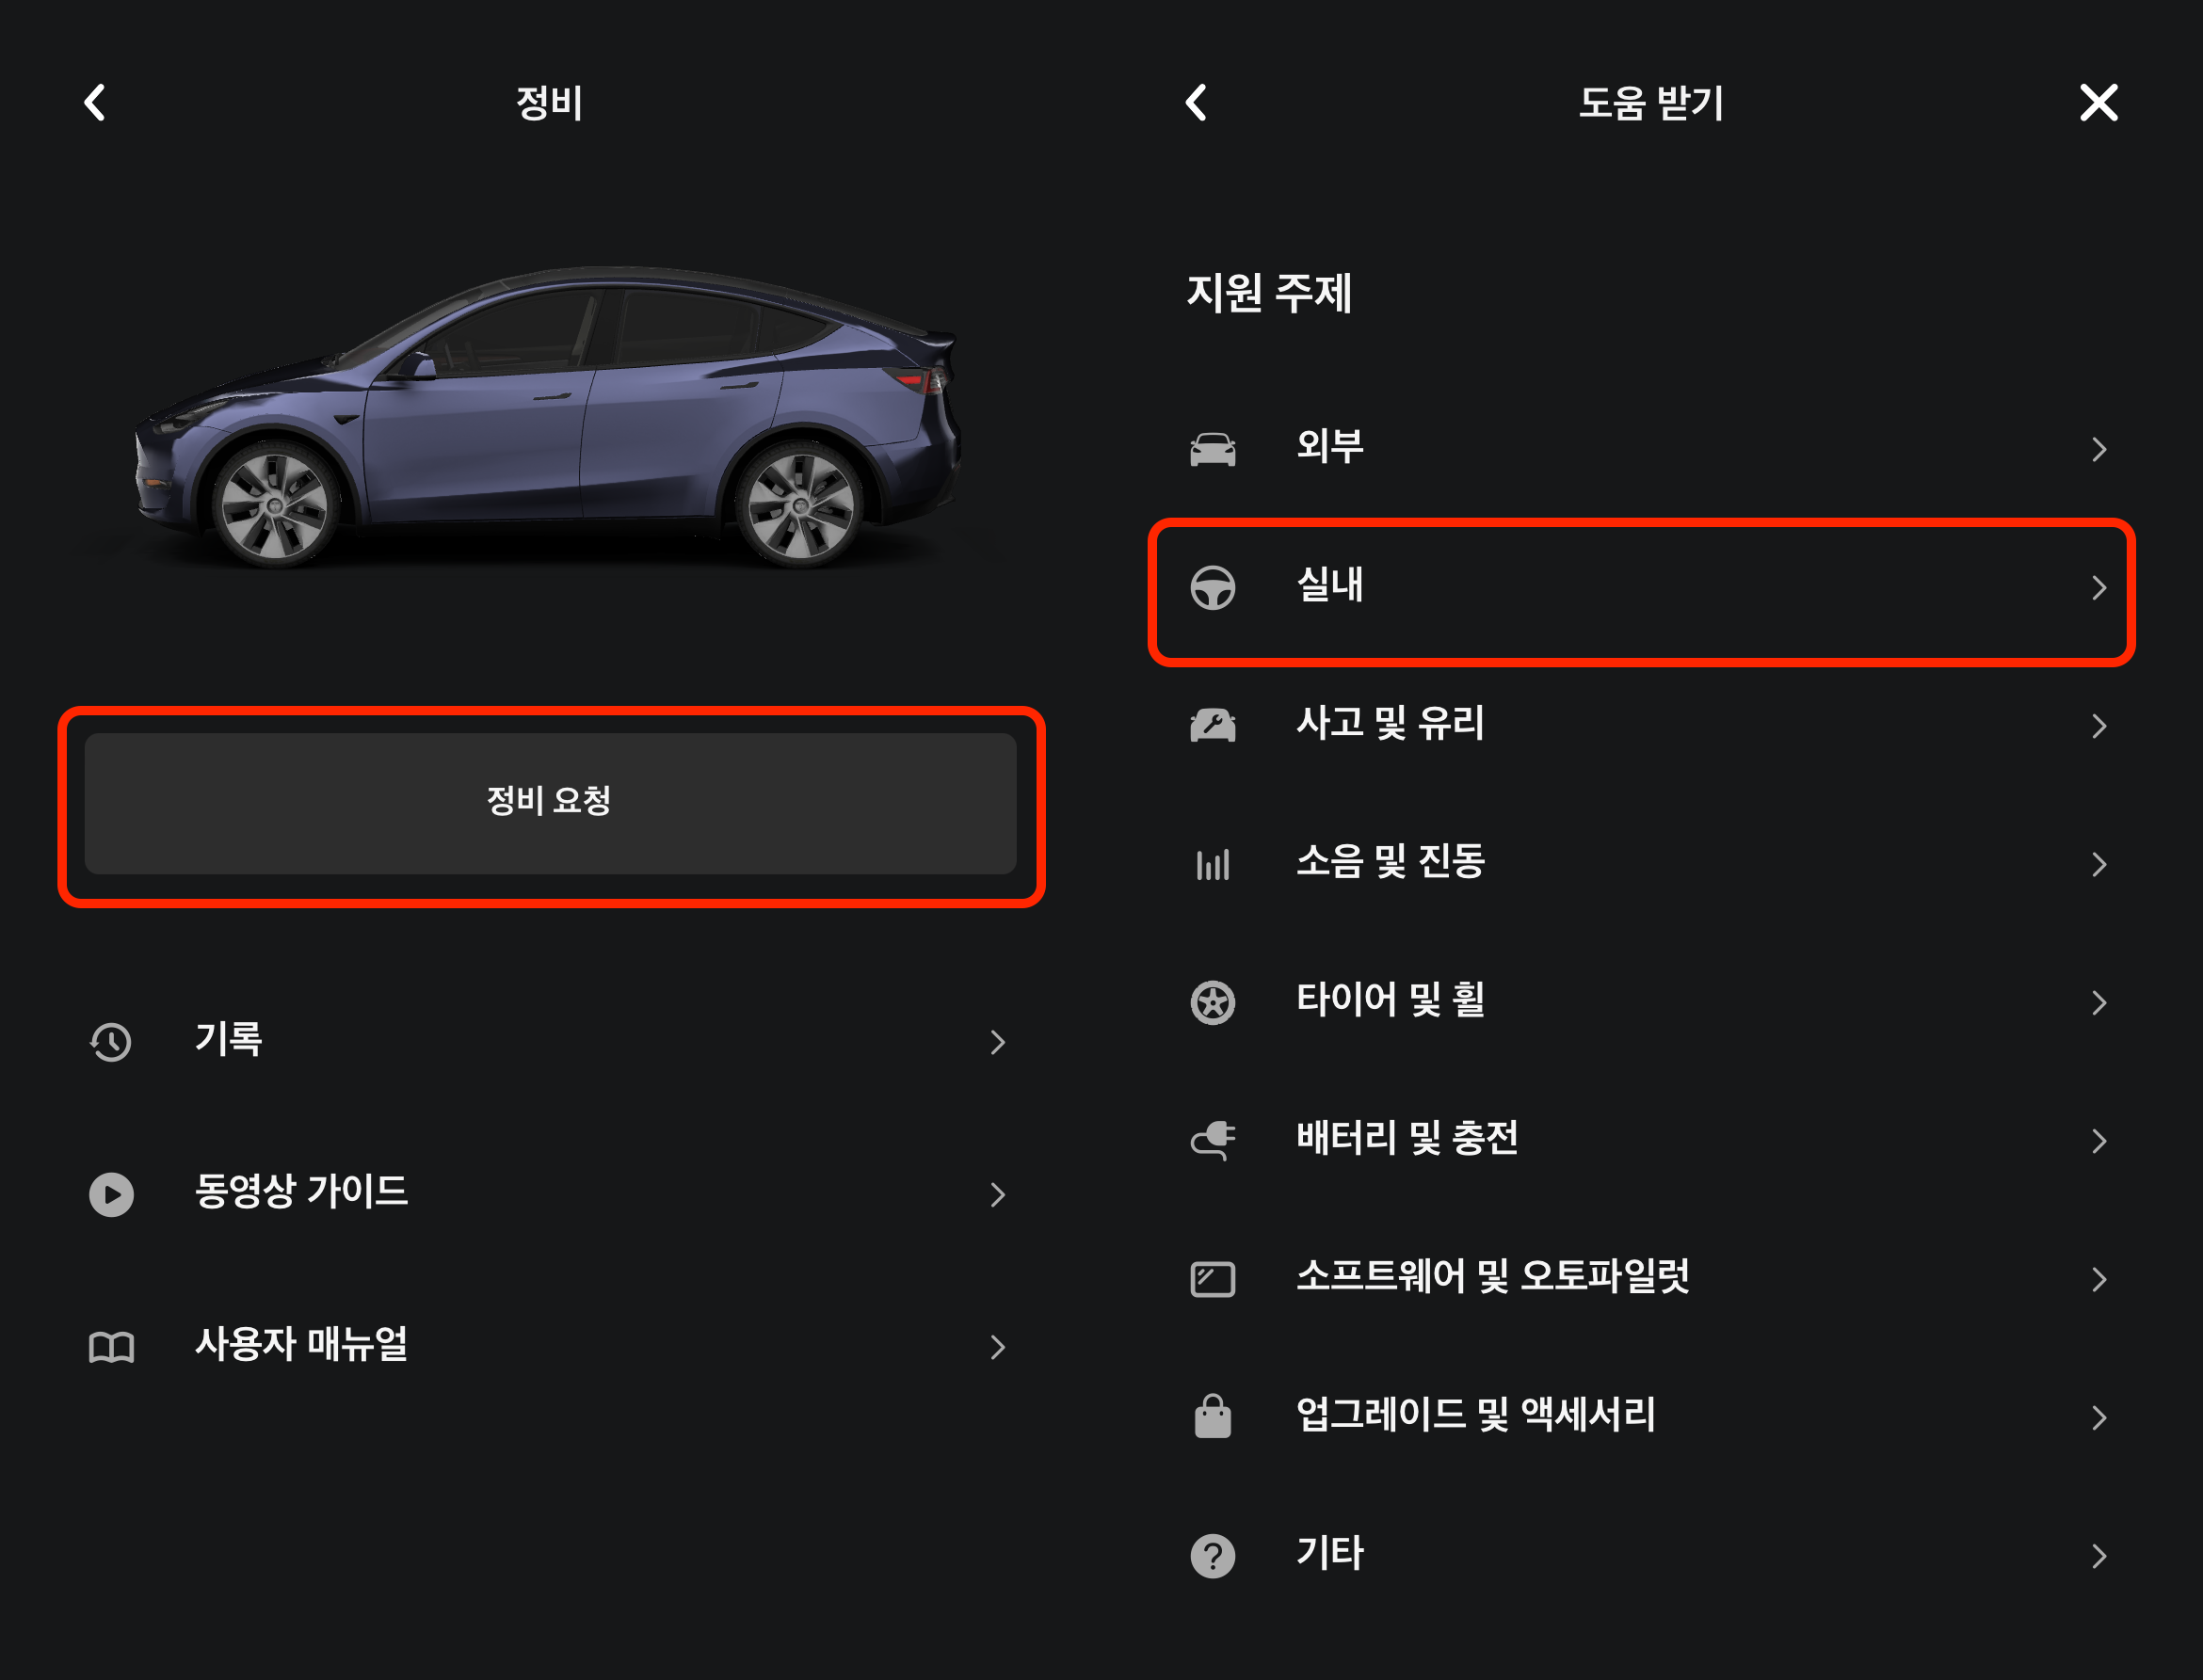 정비
정비 요청
기록
동영상 가이드
사용자 매뉴얼
도움 받기
지원 주제
외부
실내
사고 및 유리
소음 및 진동
타이어 및 휠
배터리 및 충전
소프트웨어 및 오토파일럿
업그레이드 및 액세서리
기타